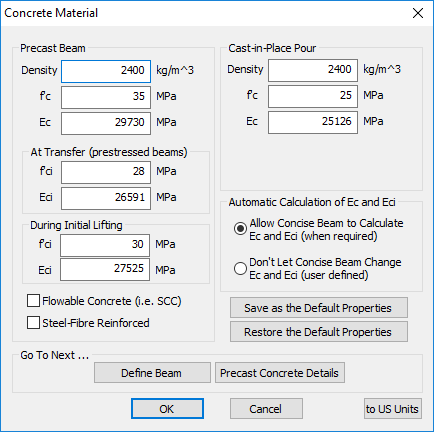 Concrete Material
Precast Beam
Density 2400 kg/m^3
f'c 35 MPa
Ec 29730 MPa
At Transfer (prestressed beams)
f'ci 28 MPa
Eci 26591 MPa
During Initial Lifting
f'ci 30 MPa
Eci 27525 MPa
Flowable Concrete (i.e. SCC)
Steel-Fibre Reinforced
Cast-in-Place Pour
Density 2400 kg/m^3
f'c 25 MPa
Ec 25126 MPa
Automatic Calculation of Ec and Eci
Allow Concise Beam to Calculate
Ec and Eci (when required)
Don't Let Concise Beam Change
Ec and Eci (user defined)
Save as the Default Properties
Restore the Default Properties
Go To Next ...
Define Beam Precast Concrete Details
OK Cancel to US Units